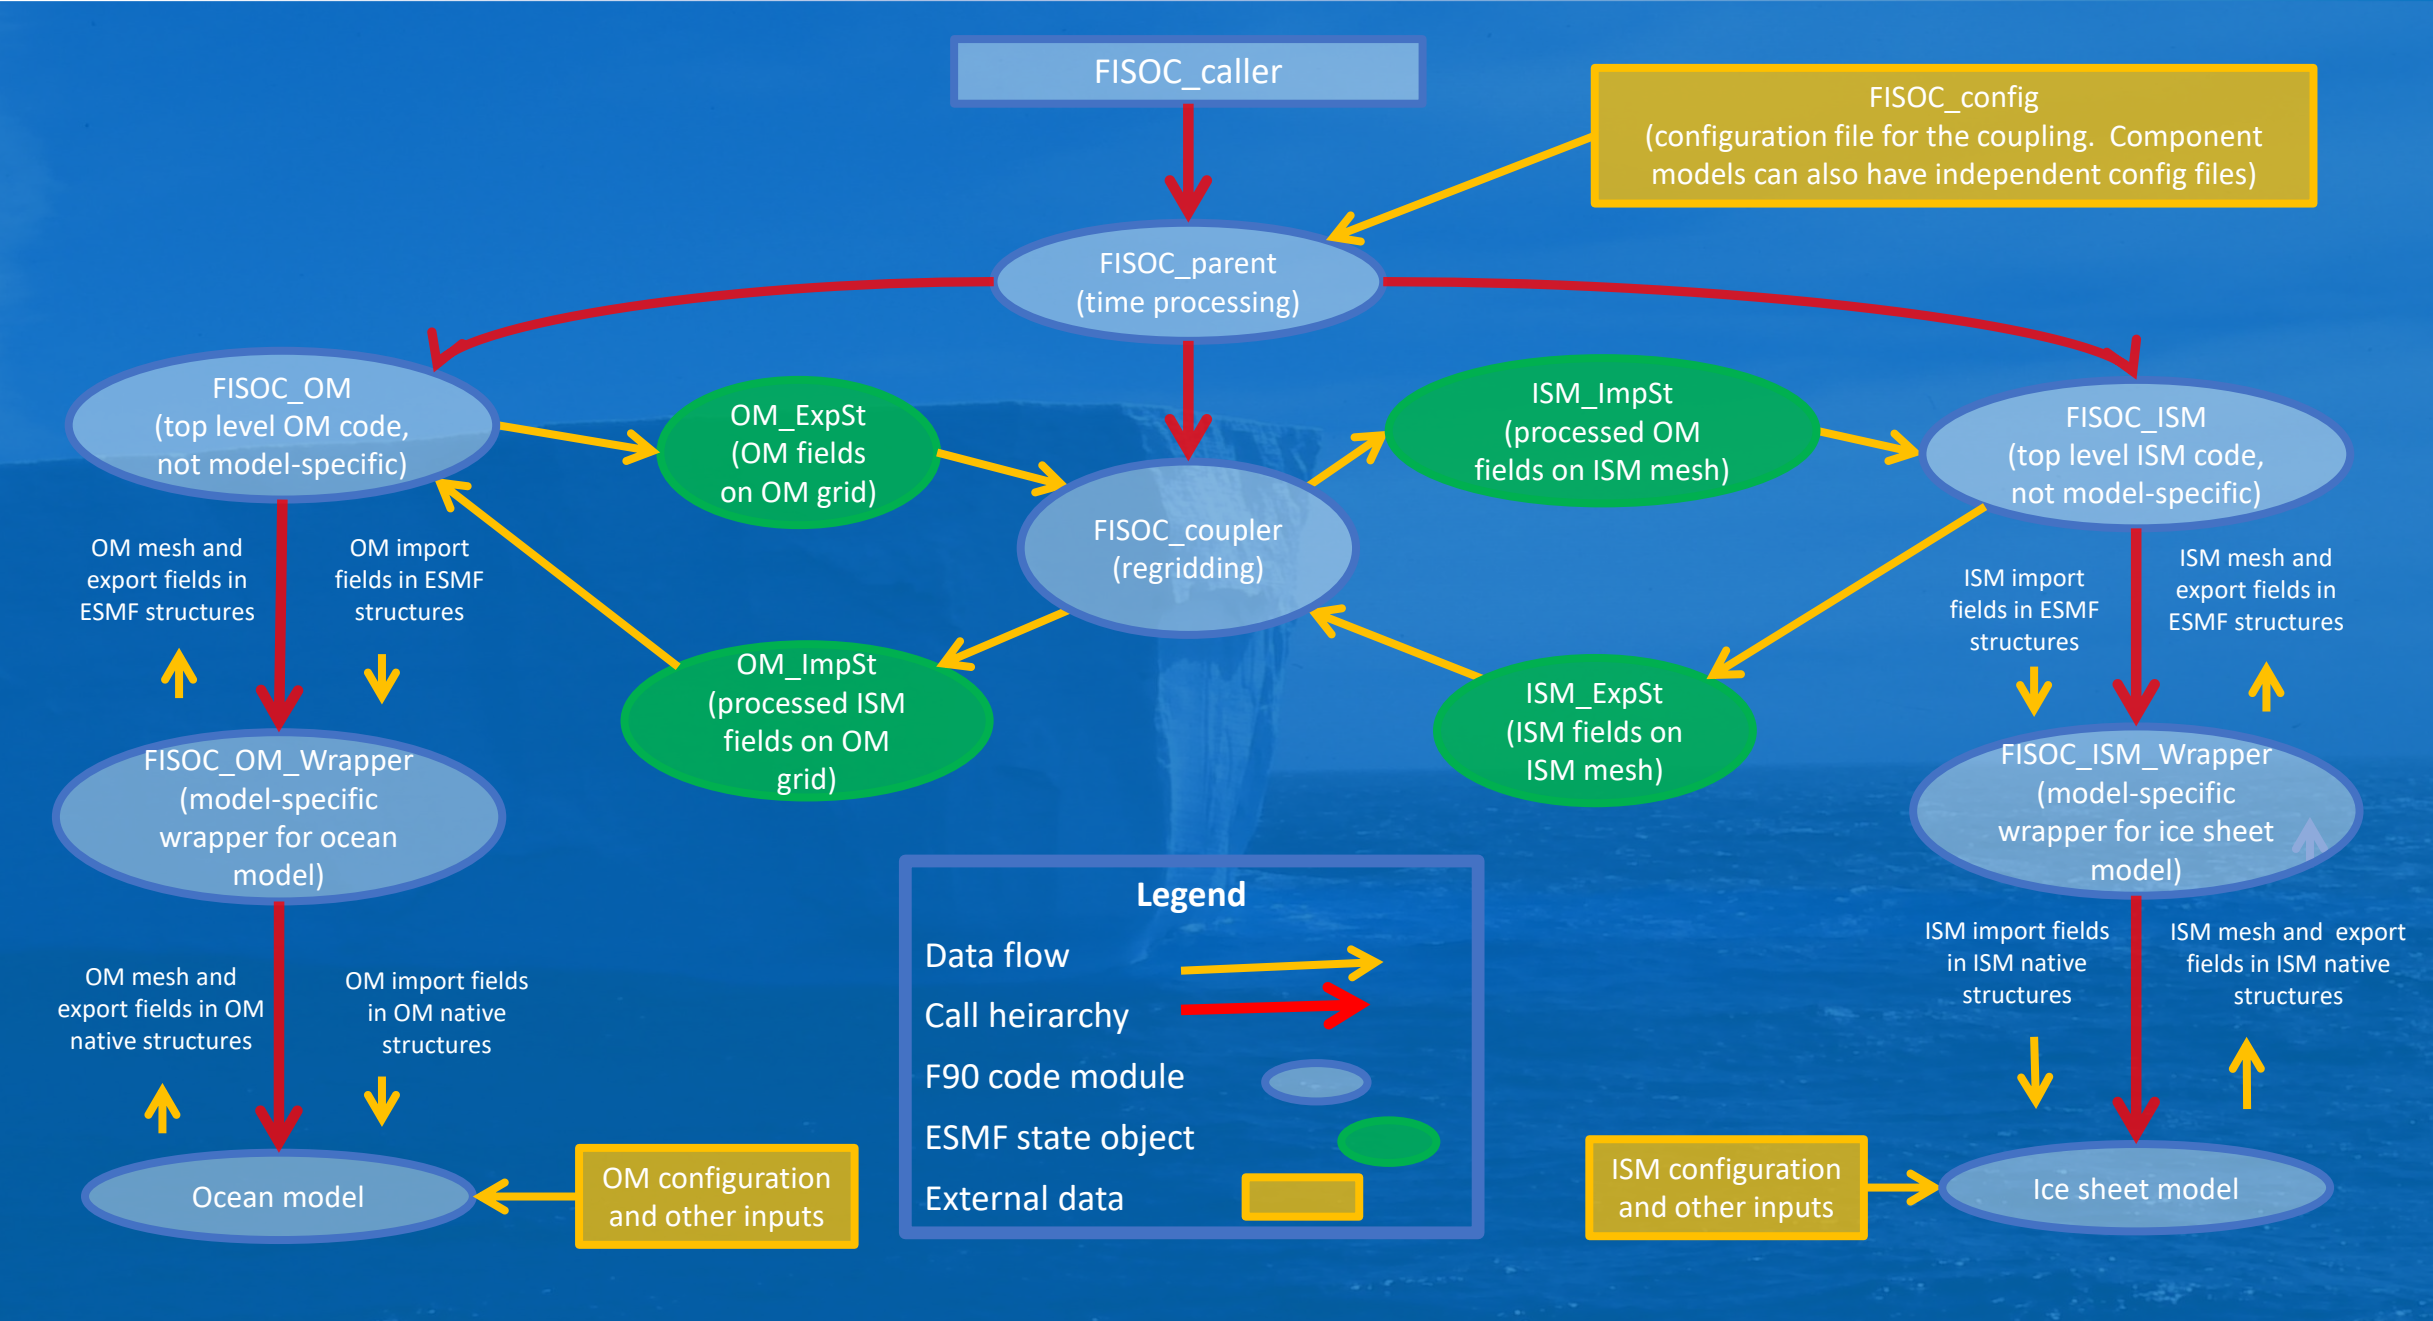 FISOC_caller
FISOC_config
(configuration file for the coupling.  Component
models can also have independent config files)
FISOC_parent
(time processing)
FISOC_OM
(top level OM code,
not model-specific)
OM_ExpSt
(OM fields
on OM grid)
ISM_ImpSt
(processed OM
fields on ISM mesh)
FISOC_ISM
(top level ISM code,
not model-specific)
FISOC_coupler
(regridding)
OM mesh and
export fields in
ESMF structures
OM import
fields in ESMF
structures
ISM import
fields in ESMF
structures
ISM mesh and
export fields in
ESMF structures
OM_ImpSt
(processed ISM
fields on OM
grid)
ISM_ExpSt
(ISM fields on
ISM mesh)
FISOC_OM_Wrapper
(model-specific
wrapper for ocean
model)
FISOC_ISM_Wrapper
(model-specific
wrapper for ice sheet
model)
OM mesh and
export fields in OM
native structures
OM import fields
in OM native
structures
ISM import fields
in ISM native
structures
ISM mesh and  export
fields in ISM native
structures
Legend
Data flow
Call heirarchy
F90 code module
ESMF state object
External data
Ocean model
OM configuration
and other inputs
ISM configuration
and other inputs
Ice sheet model